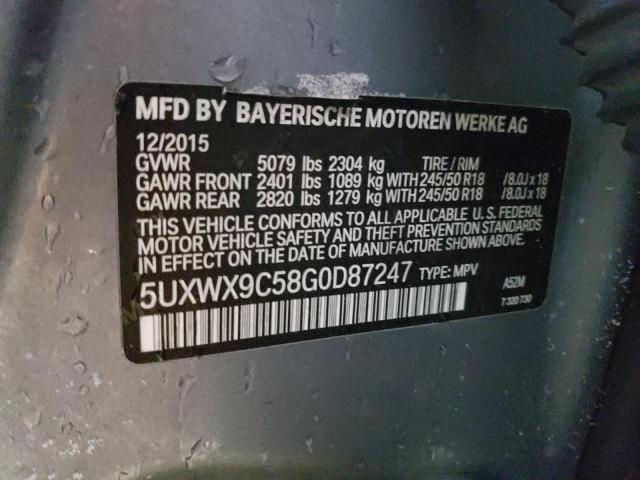 MFD BY BAYERISCHE MOTOREN WERKE AG
12/2015
GVWR 5079 lbs 2304 kg TIRE / RIM
GAWR FRONT 2401 lbs 1089 kg WITH 245/50 R18 /8.0J x 18
GAWR REAR 2820 lbs 1279 kg WITH 245/50 R18 /8.0J x 18
THIS VEHICLE CONFORMS TO ALL APPLICABLE U.S. FEDERAL
MOTOR VEHICLE SAFETY AND THEFT PREVENTION STANDARDS
IN EFFECT ON THE DATE OF MANUFACTURE SHOWN ABOVE.
5UXWX9C58G0D87247 TYPE: MPV A52M
7 320 730